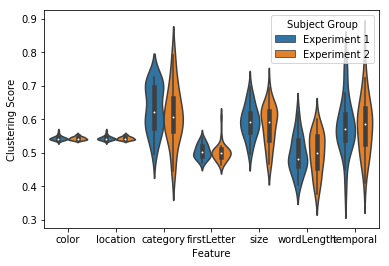 Clustering Score
0.9
0.8
0.7
0.6
0.5
0.4
0.3
Subject Group
Experiment 1
Experiment 2
color location category firstLetter size wordLength temporal
Feature